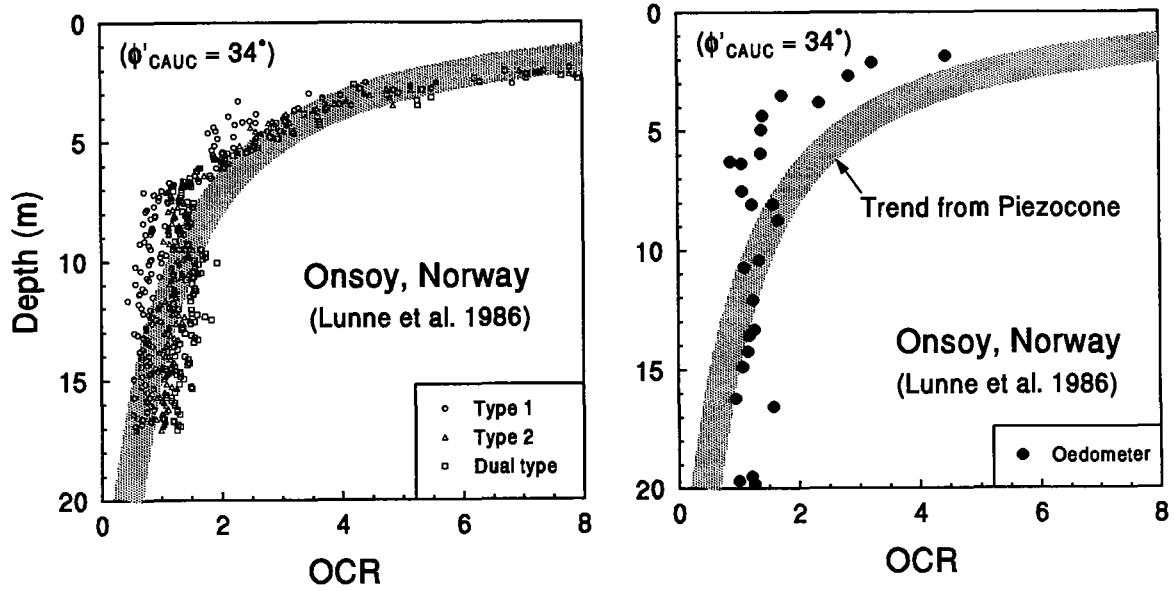 0
5
10
15
20
Depth (m)
(ϕ'CAUC = 34°)
Onsoy, Norway
(Lunne et al. 1986)
Type 1
Type 2
Dual type
0 2 4 6 8
OCR
0
5
10
15
20
(ϕ'CAUC = 34°)
Trend from Piezocone
Onsoy, Norway
(Lunne et al. 1986)
Oedometer
0 2 4 6 8
OCR